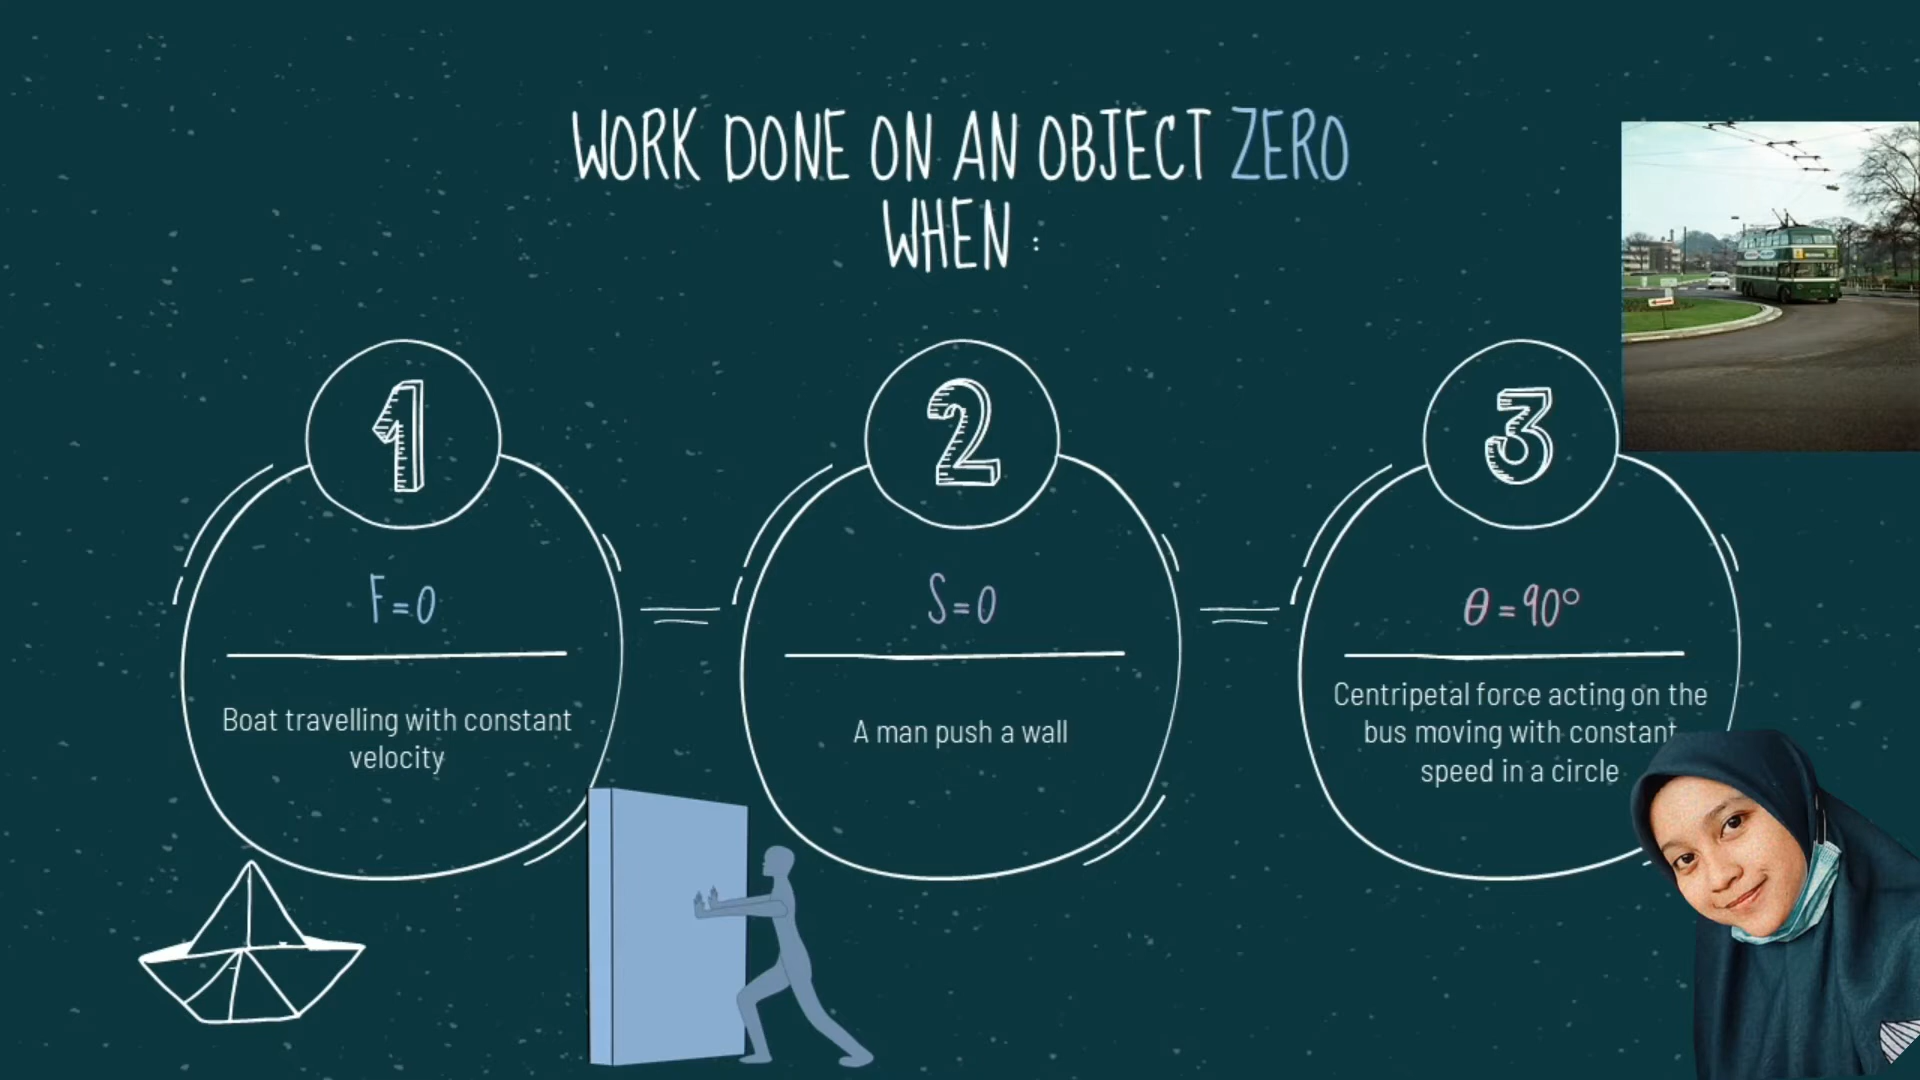 WORK DONE ON AN OBJECT ZERO
WHEN :
1
F=0
Boat travelling with constant
velocity
2
S=0
A man push a wall
3
θ=90°
Centripetal force acting on the
bus moving with constant
speed in a circle